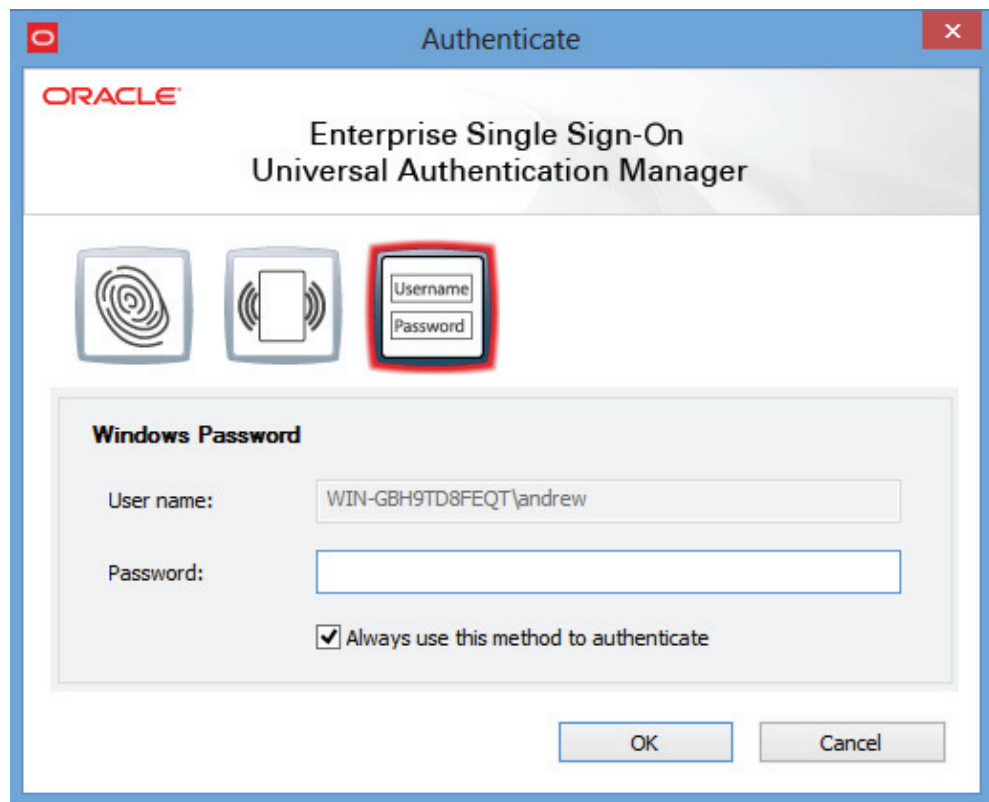 Authenticate
ORACLE
Enterprise Single Sign-On
Universal Authentication Manager
Username
Password
Windows Password
User name: WIN-GBH9TD8FEQT\andrew
Password:
Always use this method to authenticate
OK Cancel